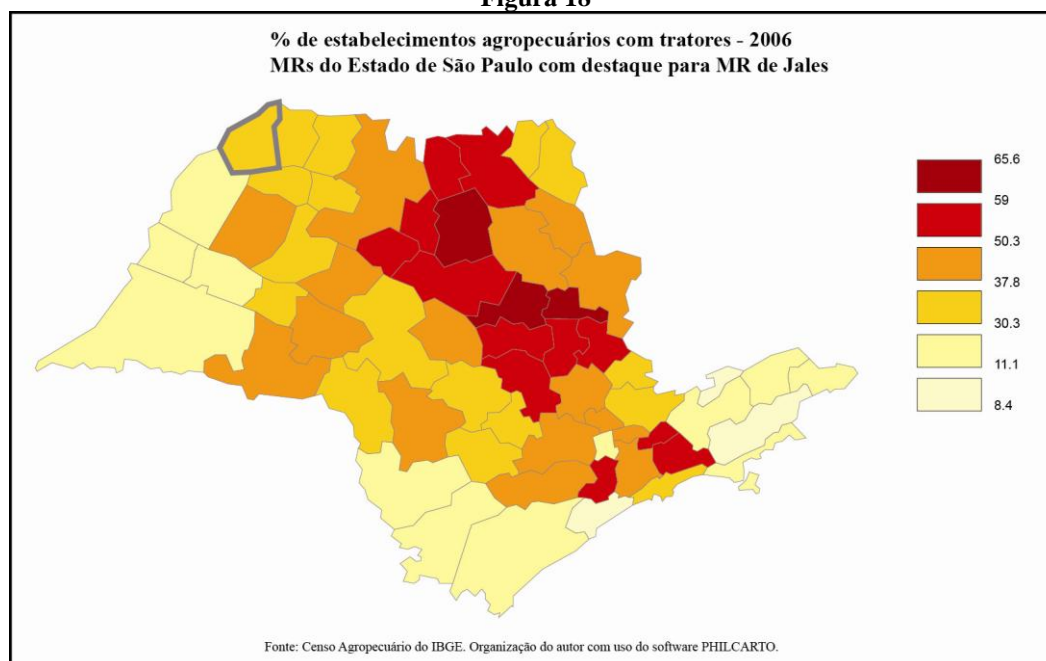 Figura 18
% de estabelecimentos agropecuários com tratores - 2006
MRs do Estado de São Paulo com destaque para MR de Jales
65.6
59
50.3
37.8
30.3
11.1
8.4
Fonte: Censo Agropecuário do IBGE. Organização do autor com uso do software PHILCARTO.